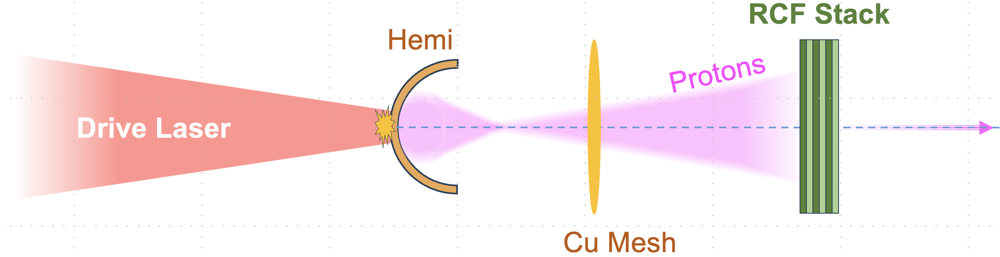 RCF Stack
Hemi
Protons
Drive Laser
Cu Mesh